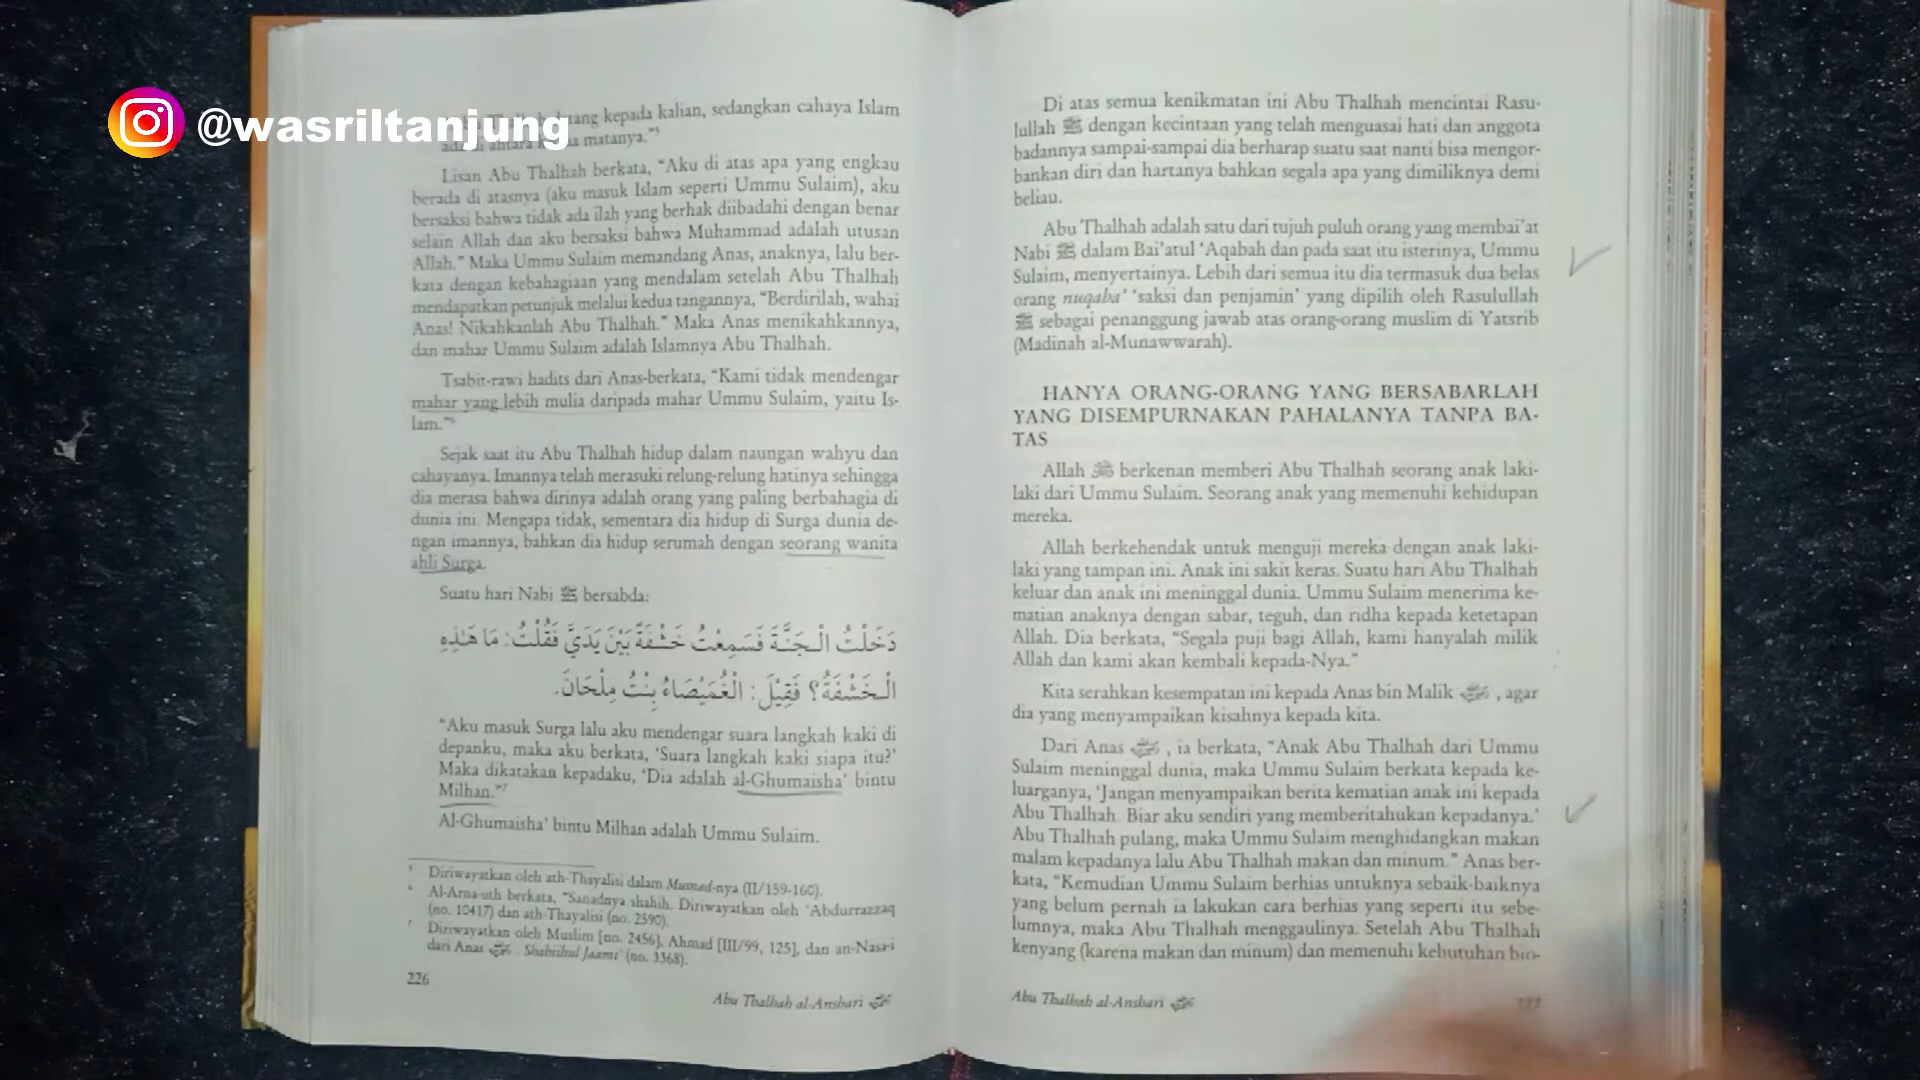 @wasriltanjung
kepada kalian, sedangkan cahaya Islam
matanya.”⁵
Lisan Abu Thalhah berkata, “Aku di atas apa yang engkau
berada di atasnya (aku masuk Islam seperti Ummu Sulaim), aku
bersaksi bahwa tidak ada ilah yang berhak diibadahi dengan benar
selain Allah dan aku bersaksi bahwa Muhammad adalah utusan
Allah.” Maka Ummu Sulaim memandang Anas, anaknya, lalu ber-
kata dengan kebahagiaan yang mendalam setelah Abu Thalhah
mendapatkan petunjuk melalui kedua tangannya, “Berdirilah, wahai
Anas! Nikahkanlah Abu Thalhah.” Maka Anas menikahkannya,
dan mahar Ummu Sulaim adalah Islamnya Abu Thalhah.
Tsabit-rawi hadits dari Anas-berkata, “Kami tidak mendengar
mahar yang lebih mulia daripada mahar Ummu Sulaim, yaitu Is-
lam.”⁶
Sejak saat itu Abu Thalhah hidup dalam naungan wahyu dan
cahayanya. Imannya telah merasuki relung-relung hatinya sehingga
dia merasa bahwa dirinya adalah orang yang paling berbahagia di
dunia ini. Mengapa tidak, sementara dia hidup di Surga dunia de-
ngan imannya, bahkan dia hidup serumah dengan seorang wanita
ahli Surga.
Suatu hari Nabi ﷺ bersabda:
دَخَلْتُ الْجَنَّةَ فَسَمِعْتُ خَشْفَةً بَيْنَ يَدَيَّ فَقُلْتُ: مَا هٰذِهِ
الْخَشْفَةُ؟ فَقِيْلَ: الْغُمَيْصَاءُ بِنْتُ مِلْحَانَ.
“Aku masuk Surga lalu aku mendengar suara langkah kaki di
depanku, maka aku berkata, ‘Suara langkah kaki siapa itu?’
Maka dikatakan kepadaku, ‘Dia adalah al-Ghumaisha’ bintu
Milhan.”⁷
Al-Ghumaisha’ bintu Milhan adalah Ummu Sulaim.
⁵ Diriwayatkan oleh ath-Thayalisi dalam Musnad-nya (II/159-160).
⁶ Al-Arna-uth berkata, “Sanadnya shahih. Diriwayatkan oleh ‘Abdurrazzaq
(no. 10417) dan ath-Thayalisi (no. 2590).
⁷ Diriwayatkan oleh Muslim [no. 2456], Ahmad [III/99, 125], dan an-Nasa-i
dari Anas . Shahiihul Jaami’ (no. 3368).
226
Abu Thalhah al-Anshari
Di atas semua kenikmatan ini Abu Thalhah mencintai Rasu-
lullah ﷺ dengan kecintaan yang telah menguasai hati dan anggota
badannya sampai-sampai dia berharap suatu saat nanti bisa mengor-
bankan diri dan hartanya bahkan segala apa yang dimiliknya demi
beliau.
Abu Thalhah adalah satu dari tujuh puluh orang yang membai’at
Nabi ﷺ dalam Bai’atul ‘Aqabah dan pada saat itu isterinya, Ummu
Sulaim, menyertainya. Lebih dari semua itu dia termasuk dua belas
orang nuqaba’ ‘saksi dan penjamin’ yang dipilih oleh Rasulullah
ﷺ sebagai penanggung jawab atas orang-orang muslim di Yatsrib
(Madinah al-Munawwarah).
HANYA ORANG-ORANG YANG BERSABARLAH
YANG DISEMPURNAKAN PAHALANYA TANPA BA-
TAS
Allah berkenan memberi Abu Thalhah seorang anak laki-
laki dari Ummu Sulaim. Seorang anak yang memenuhi kehidupan
mereka.
Allah berkehendak untuk menguji mereka dengan anak laki-
laki yang tampan ini. Anak ini sakit keras. Suatu hari Abu Thalhah
keluar dan anak ini meninggal dunia. Ummu Sulaim menerima ke-
matian anaknya dengan sabar, teguh, dan ridha kepada ketetapan
Allah. Dia berkata, “Segala puji bagi Allah, kami hanyalah milik
Allah dan kami akan kembali kepada-Nya.”
Kita serahkan kesempatan ini kepada Anas bin Malik , agar
dia yang menyampaikan kisahnya kepada kita.
Dari Anas , ia berkata, “Anak Abu Thalhah dari Ummu
Sulaim meninggal dunia, maka Ummu Sulaim berkata kepada ke-
luarganya, ‘Jangan menyampaikan berita kematian anak ini kepada
Abu Thalhah. Biar aku sendiri yang memberitahukan kepadanya.’
Abu Thalhah pulang, maka Ummu Sulaim menghidangkan makan
malam kepadanya lalu Abu Thalhah makan dan minum.” Anas ber-
kata, “Kemudian Ummu Sulaim berhias untuknya sebaik-baiknya
yang belum pernah ia lakukan cara berhias yang seperti itu sebe-
lumnya, maka Abu Thalhah menggaulinya. Setelah Abu Thalhah
kenyang (karena makan dan minum) dan memenuhi kebutuhan bio-
Abu Thalhah al-Anshari